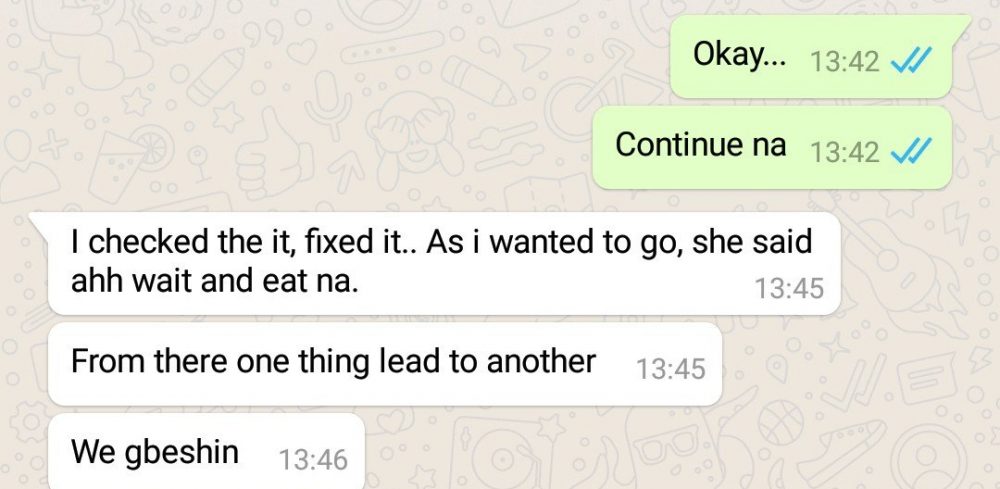 Okay... 13:42
Continue na 13:42
I checked the it, fixed it.. As i wanted to go, she said
ahh wait and eat na.
13:45
From there one thing lead to another 13:45
We gbeshin 13:46